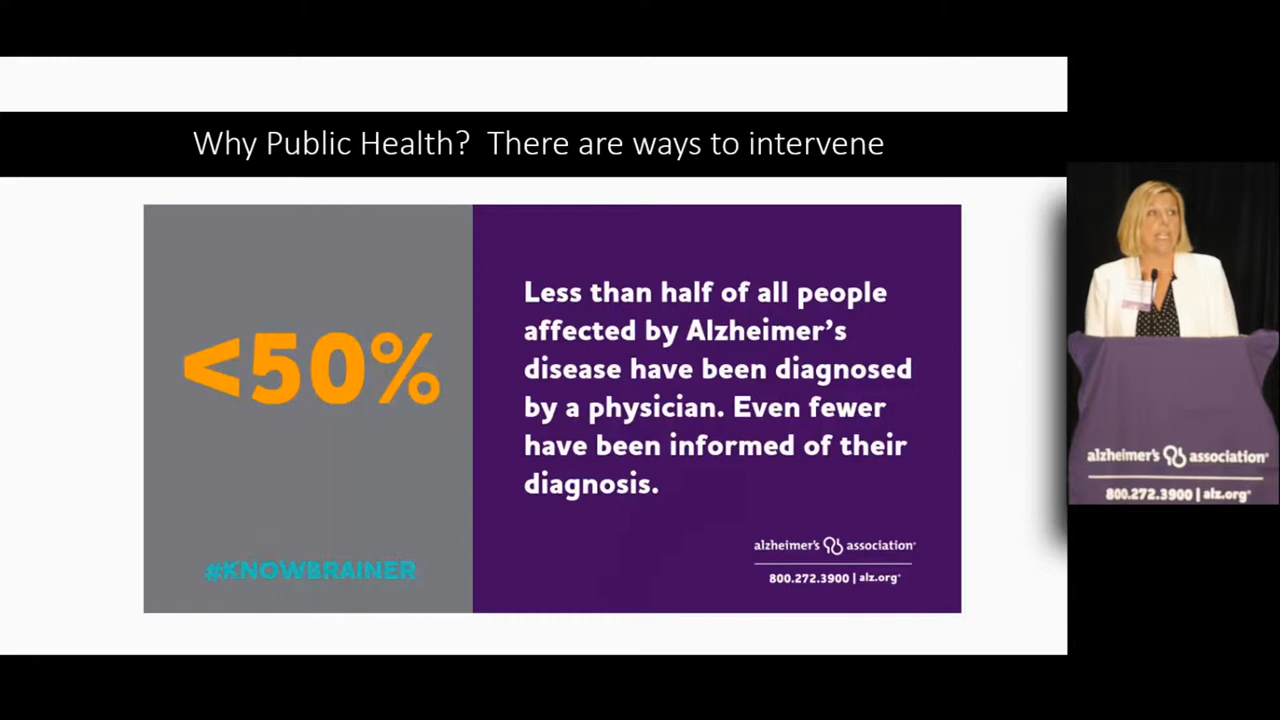 Why Public Health?  There are ways to intervene
<50%
#KNOWBRAINER
Less than half of all people
affected by Alzheimer's
disease have been diagnosed
by a physician. Even fewer
have been informed of their
diagnosis.
alzheimer's association®
800.272.3900 | alz.org®
alzheimer's association®
800.272.3900 | alz.org®